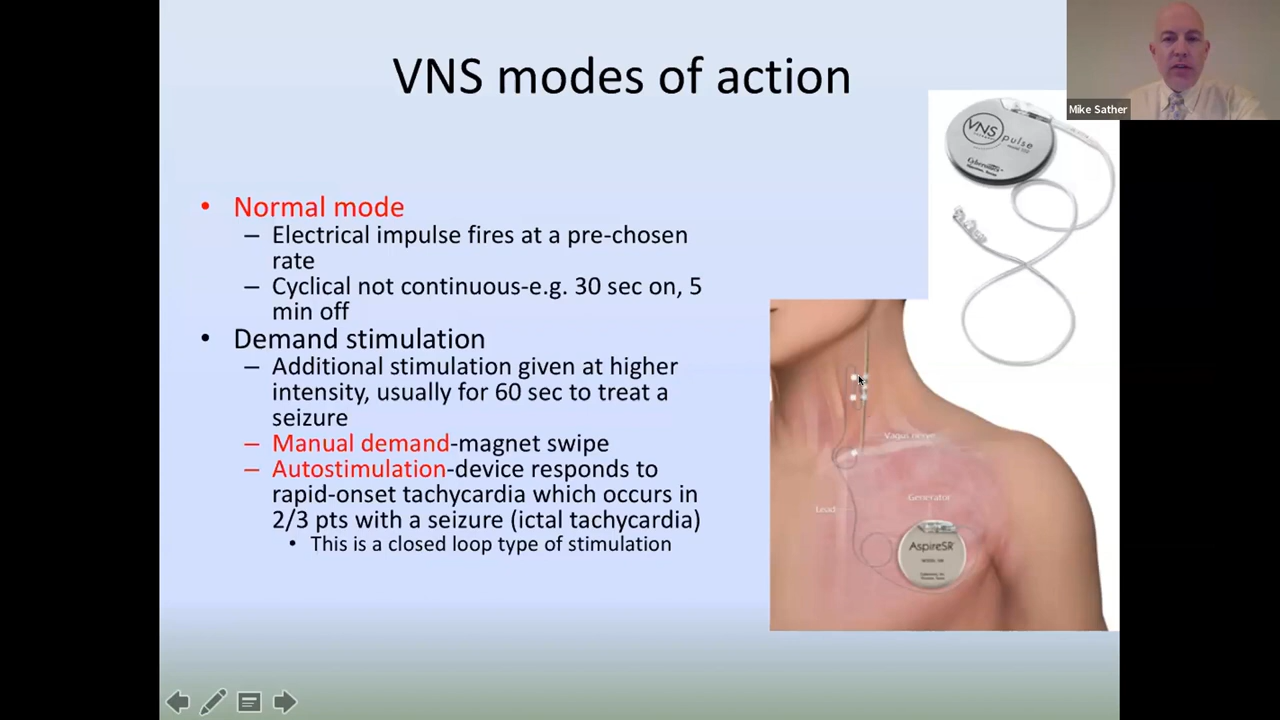 VNS modes of action
Mike Sather
VNS
pulse
Cyberonics
• Normal mode
– Electrical impulse fires at a pre-chosen
rate
– Cyclical not continuous-e.g. 30 sec on, 5
min off
• Demand stimulation
– Additional stimulation given at higher
intensity, usually for 60 sec to treat a
seizure
– Manual demand-magnet swipe
– Autostimulation-device responds to
rapid-onset tachycardia which occurs in
2/3 pts with a seizure (ictal tachycardia)
• This is a closed loop type of stimulation
Vagus nerve
Generator
Lead
AspireSR